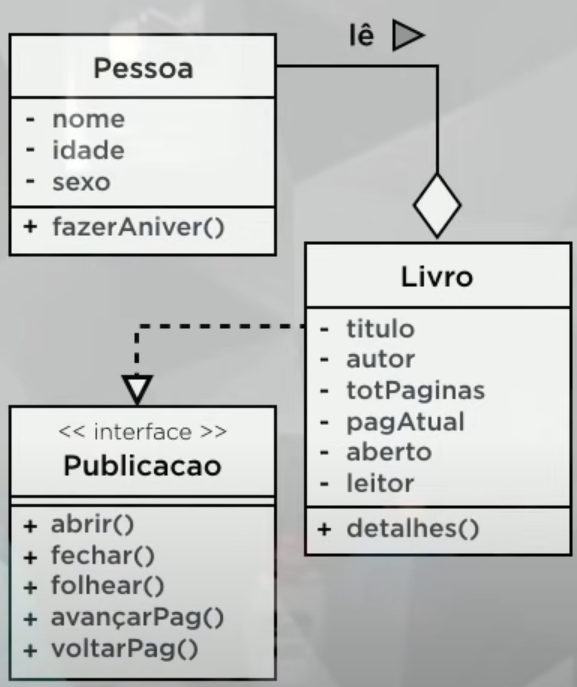 lê
Pessoa
- nome
- idade
- sexo
+ fazerAniver()
Livro
- titulo
- autor
- totPaginas
- pagAtual
- aberto
- leitor
+ detalhes()
<< interface >>
Publicacao
+ abrir()
+ fechar()
+ folhear()
+ avançarPag()
+ voltarPag()